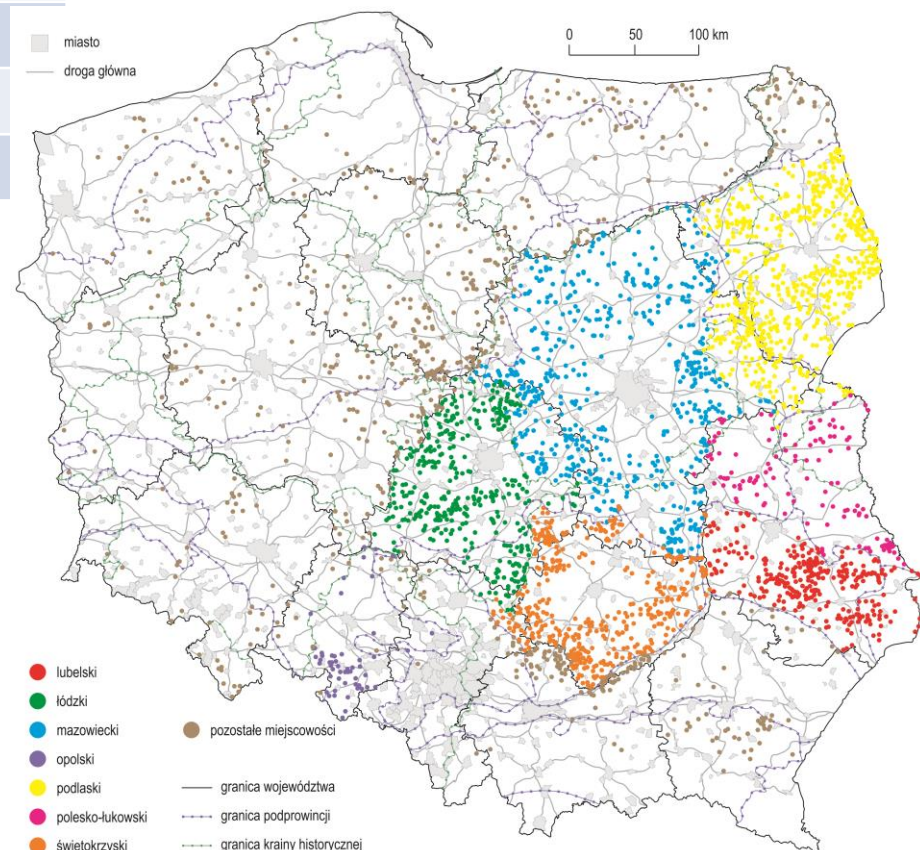 miasto
droga główna
0 50 100 km
lubelski
łódzki
mazowiecki
opolski
podlaski
polesko-łukowski
świętokrzyski
pozostałe miejscowości
granica województwa
granica podprowincji
granica krainy historycznej